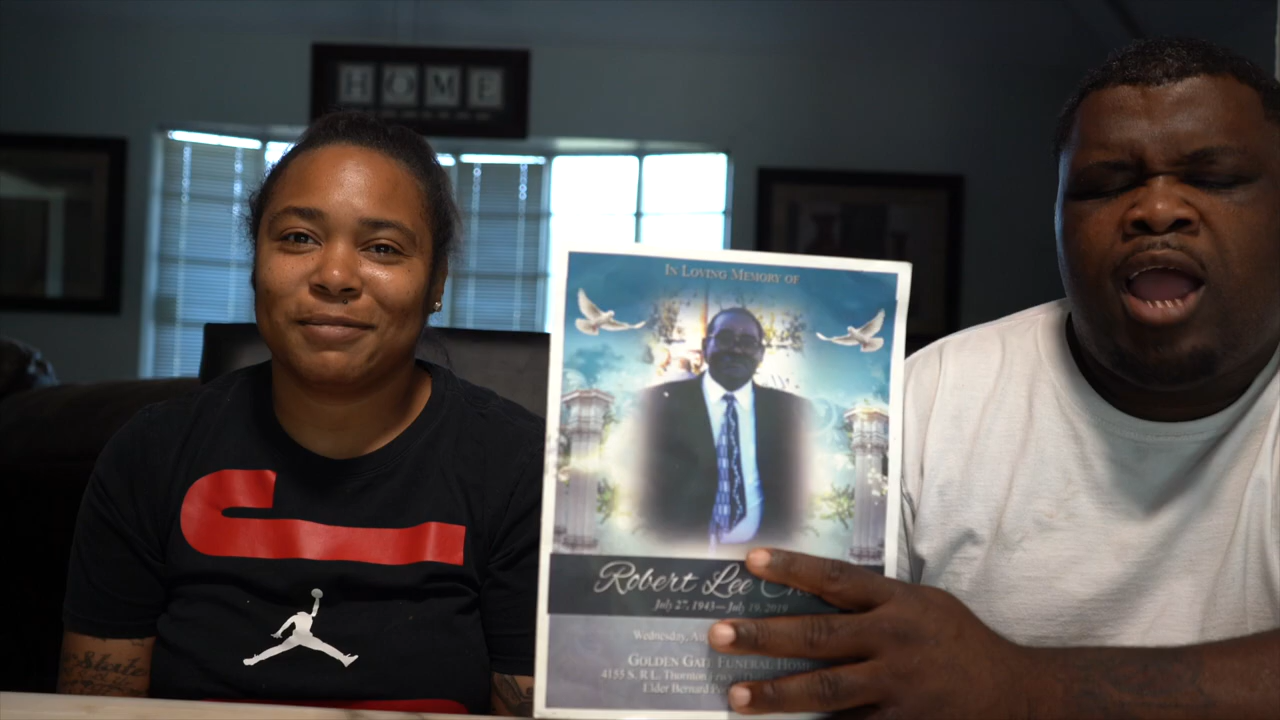 HOME
IN LOVING MEMORY OF
Robert Lee
July 27, 1943 — July 19, 2019
Wednesday,
GOLDEN GATE FUNERAL HOME
4155 S. R L. Thornton Frwy.
Elder Bernard